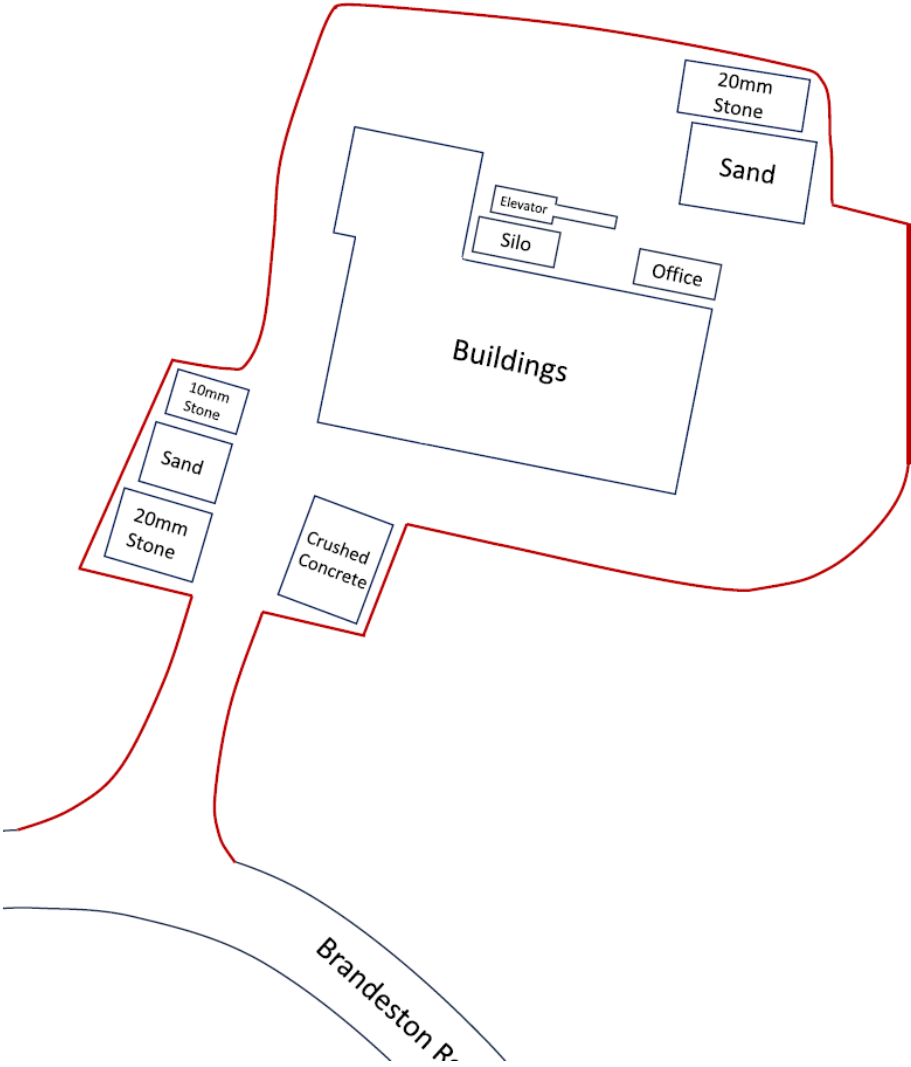 20mm
Stone
Sand
Elevator
Silo
Office
Buildings
10mm
Stone
Sand
20mm
Stone
Crushed
Concrete
Brandeston